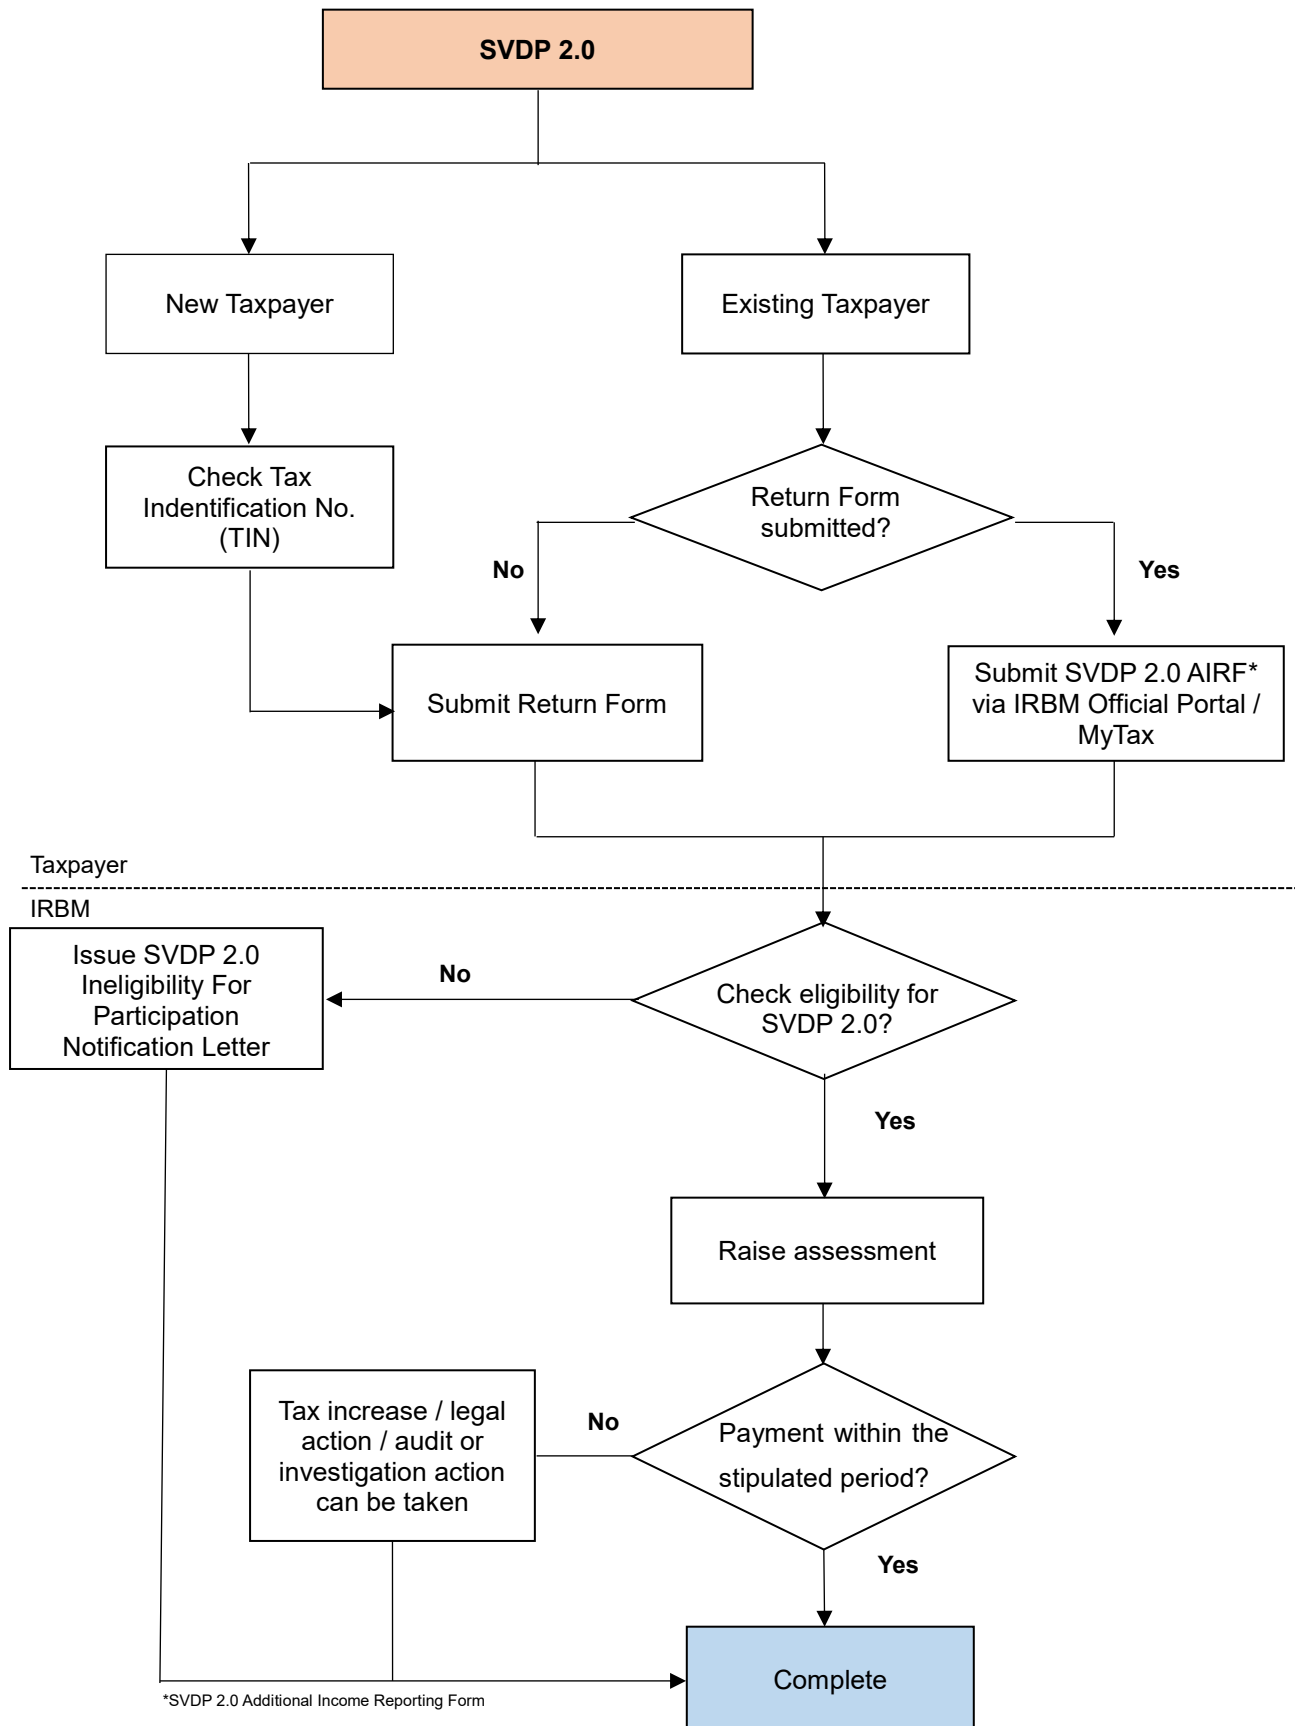 SVDP 2.0
New Taxpayer
Existing Taxpayer
Check Tax
Indentification No.
(TIN)
Return Form
submitted?
No
Yes
Submit Return Form
Submit SVDP 2.0 AIRF*
via IRBM Official Portal /
MyTax
Taxpayer
IRBM
Issue SVDP 2.0
Ineligibility For
Participation
Notification Letter
No
Check eligibility for
SVDP 2.0?
Yes
Raise assessment
Tax increase / legal
action / audit or
investigation action
can be taken
No
Payment within the
stipulated period?
Yes
Complete
*SVDP 2.0 Additional Income Reporting Form